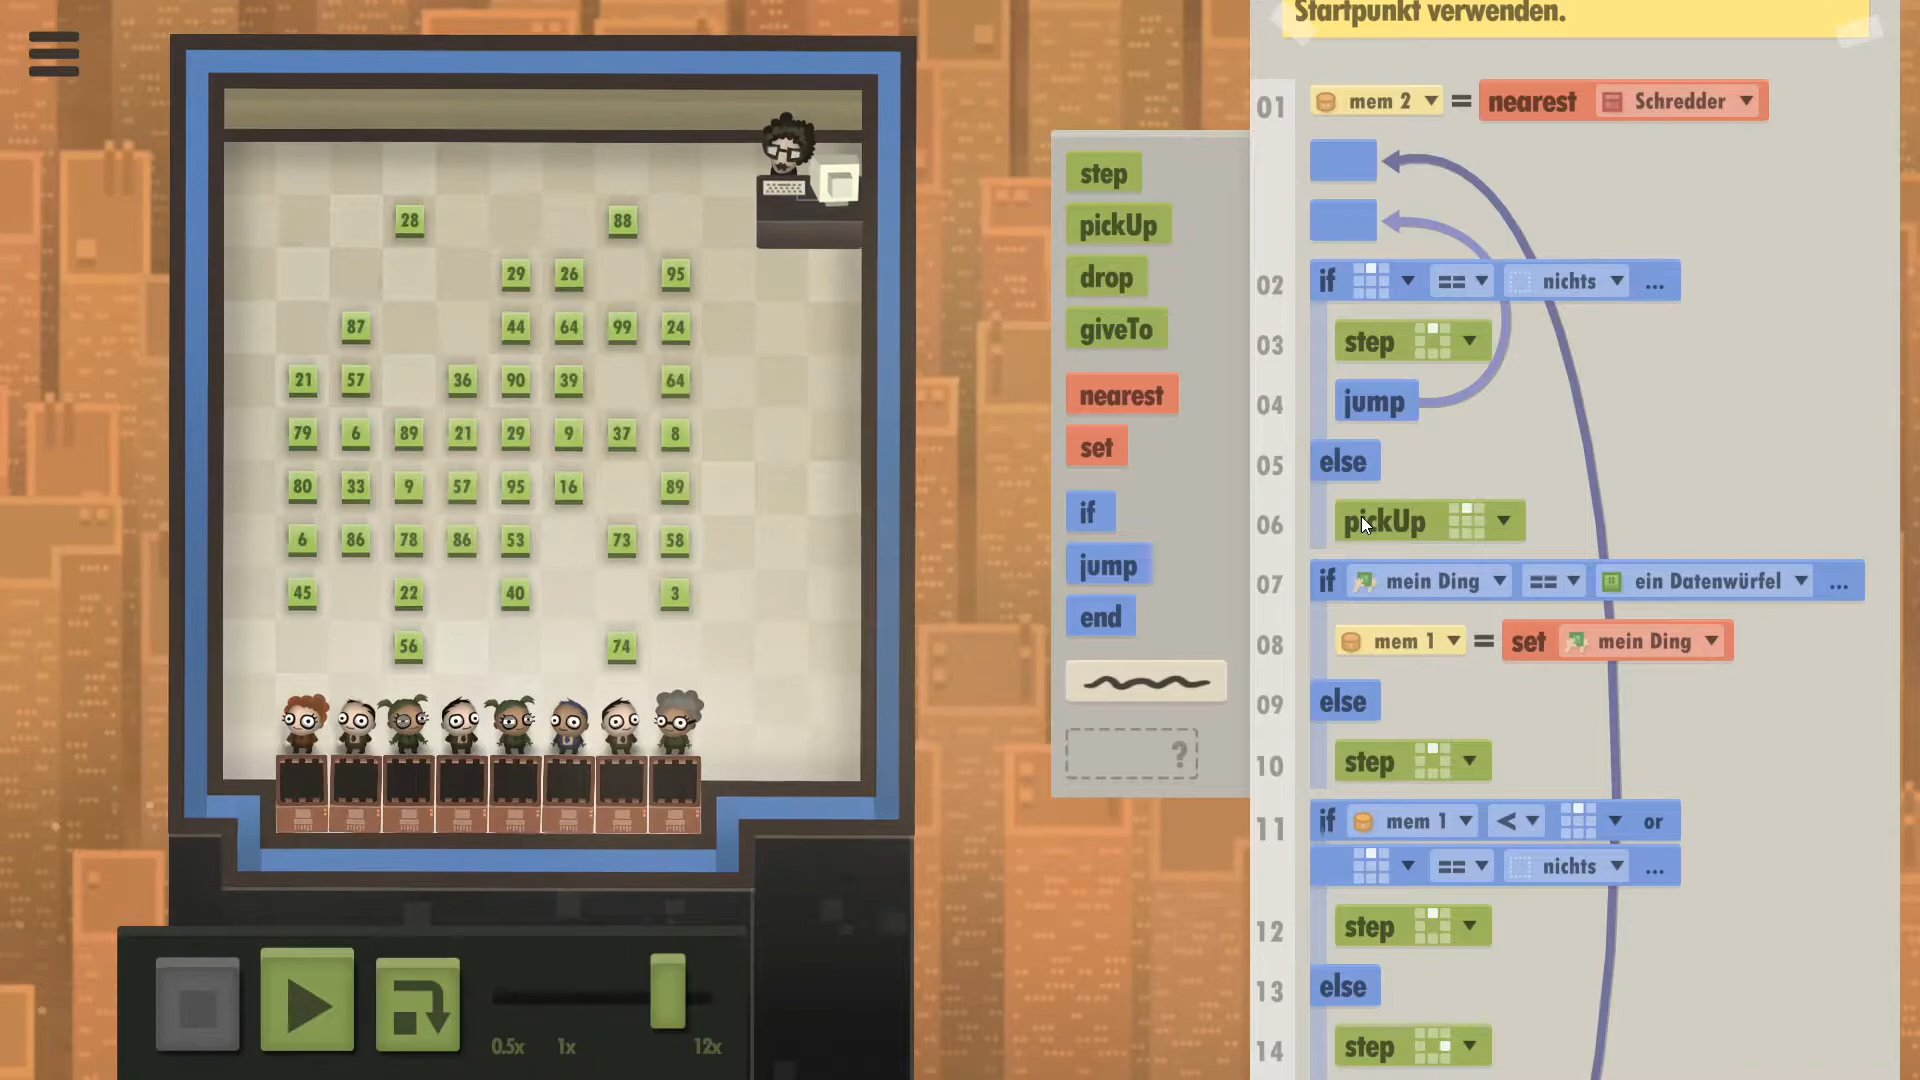 Startpunkt verwenden.
28 88
29 26 95
87 44 64 99 24
21 57 36 90 39 64
79 6 89 21 29 9 37 8
80 33 9 57 95 16 89
6 86 78 86 53 73 58
45 22 40 3
56 74
0.5x 1x 12x
step
pickUp
drop
giveTo
nearest
set
if
jump
end
?
01 mem 2 = nearest Schredder
02 if == nichts ...
03 step
04 jump
05 else
06 pickUp
07 if mein Ding == ein Datenwürfel ...
08 mem 1 = set mein Ding
09 else
10 step
11 if mem 1 < or
== nichts ...
12 step
13 else
14 step